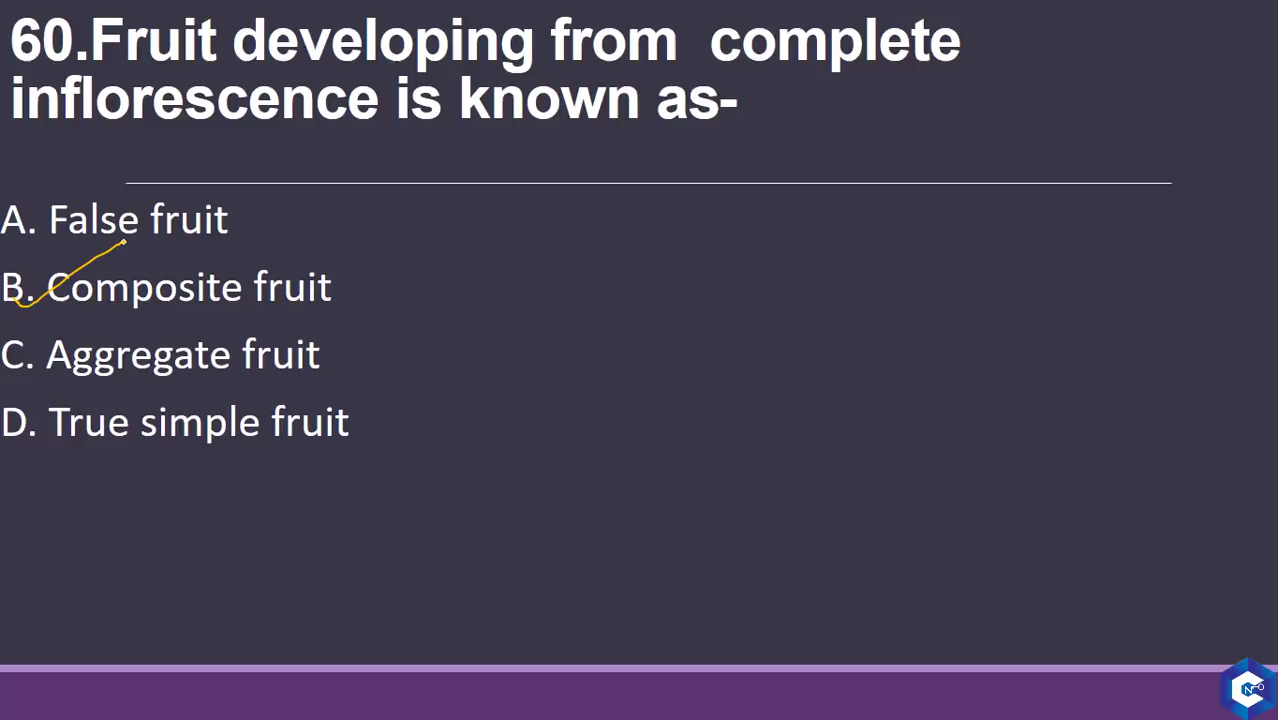 60.Fruit developing from complete
inflorescence is known as-
A. False fruit
B. Composite fruit
C. Aggregate fruit
D. True simple fruit